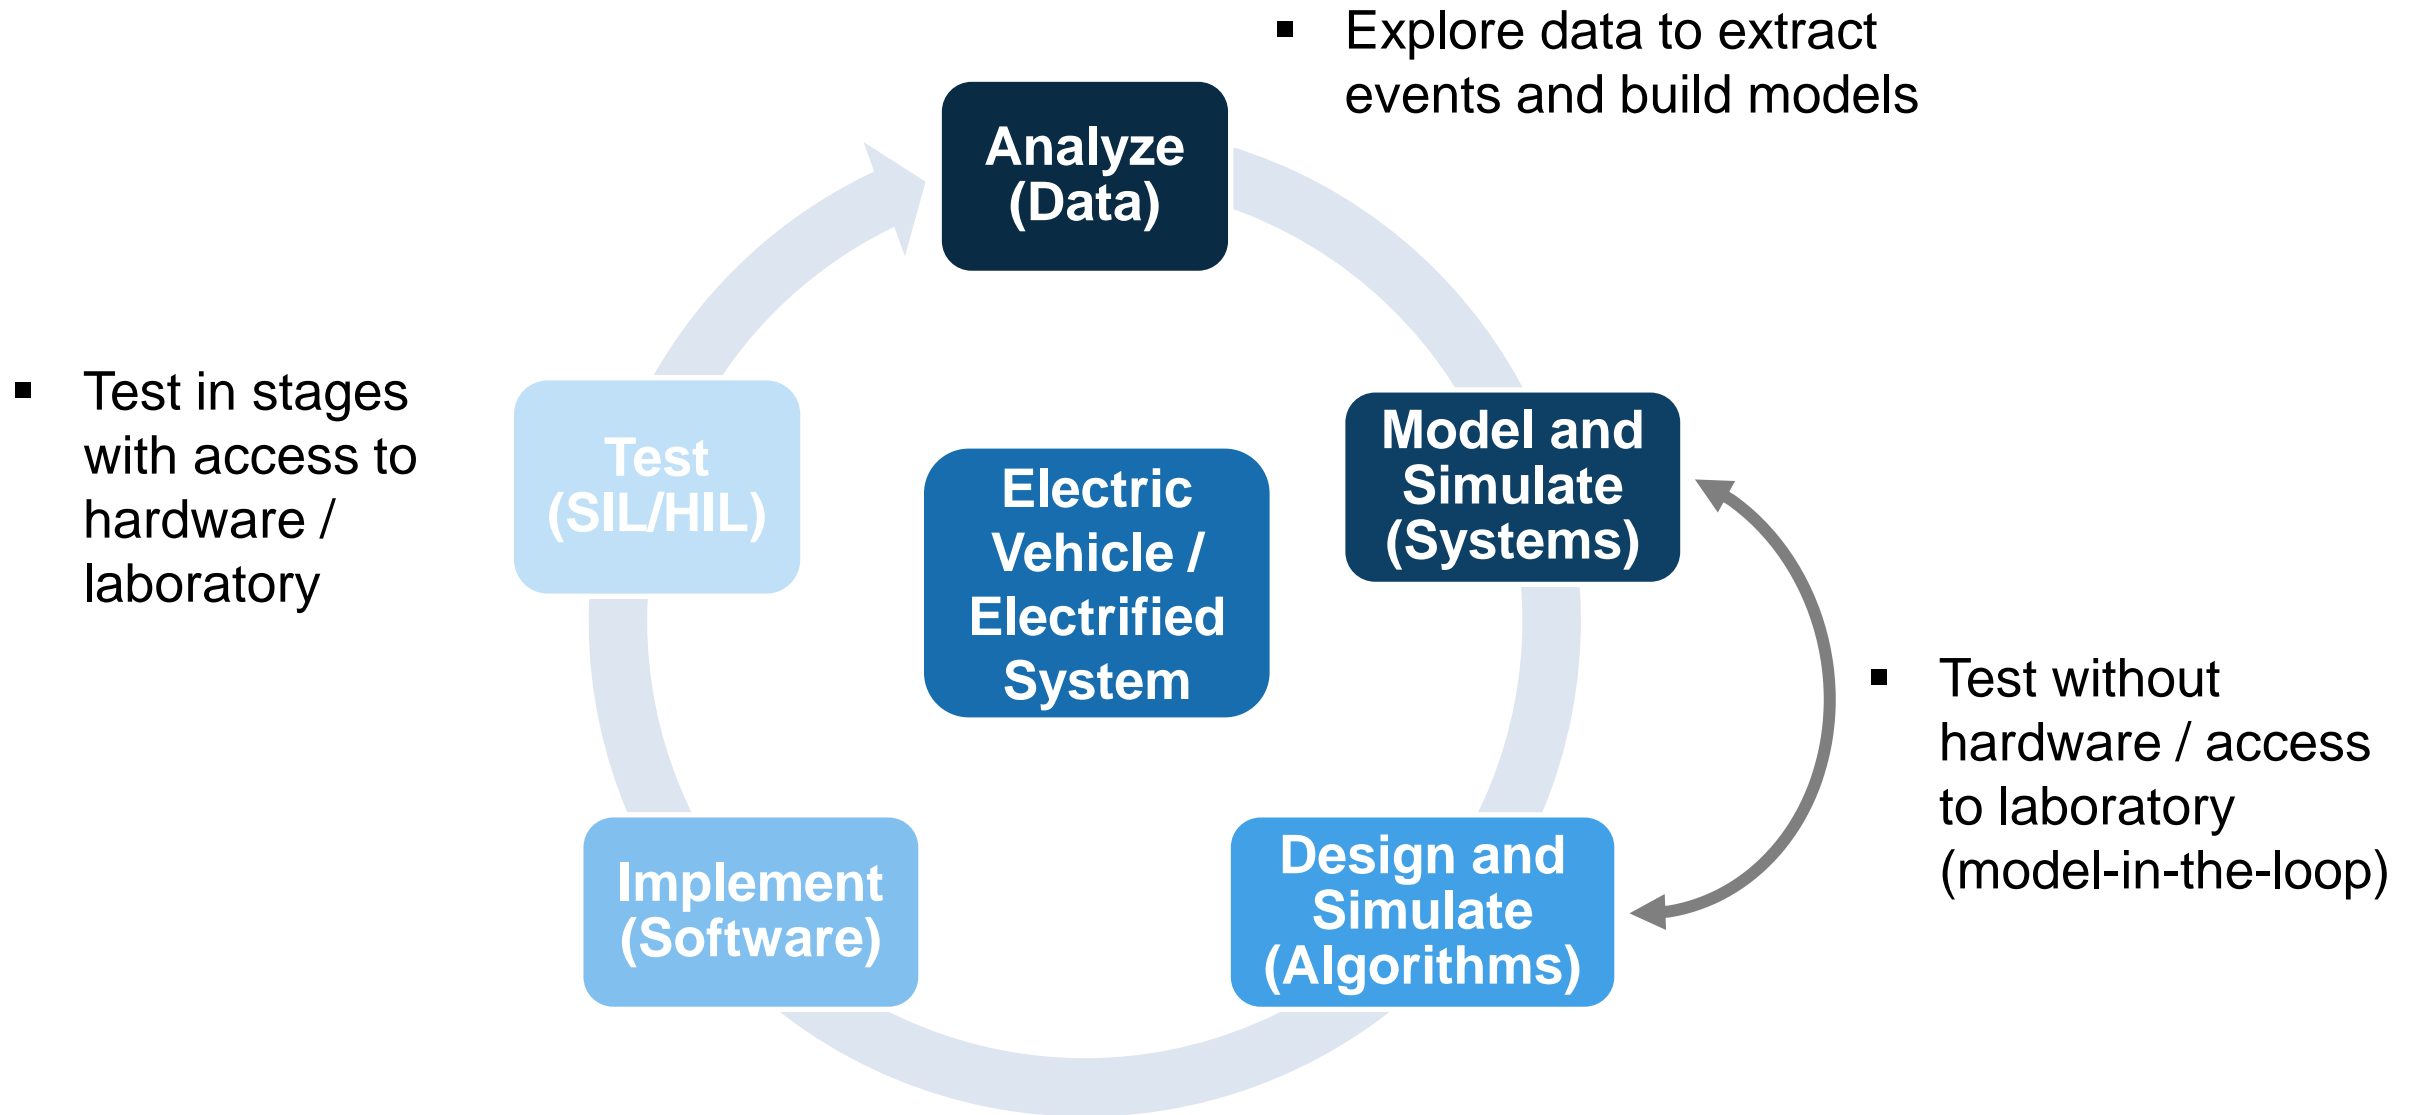 ▪ Explore data to extract
events and build models
Analyze
(Data)
▪ Test in stages
with access to
hardware /
laboratory
Test
(SIL/HIL)
Electric
Vehicle /
Electrified
System
Model and
Simulate
(Systems)
▪ Test without
hardware / access
to laboratory
(model-in-the-loop)
Implement
(Software)
Design and
Simulate
(Algorithms)